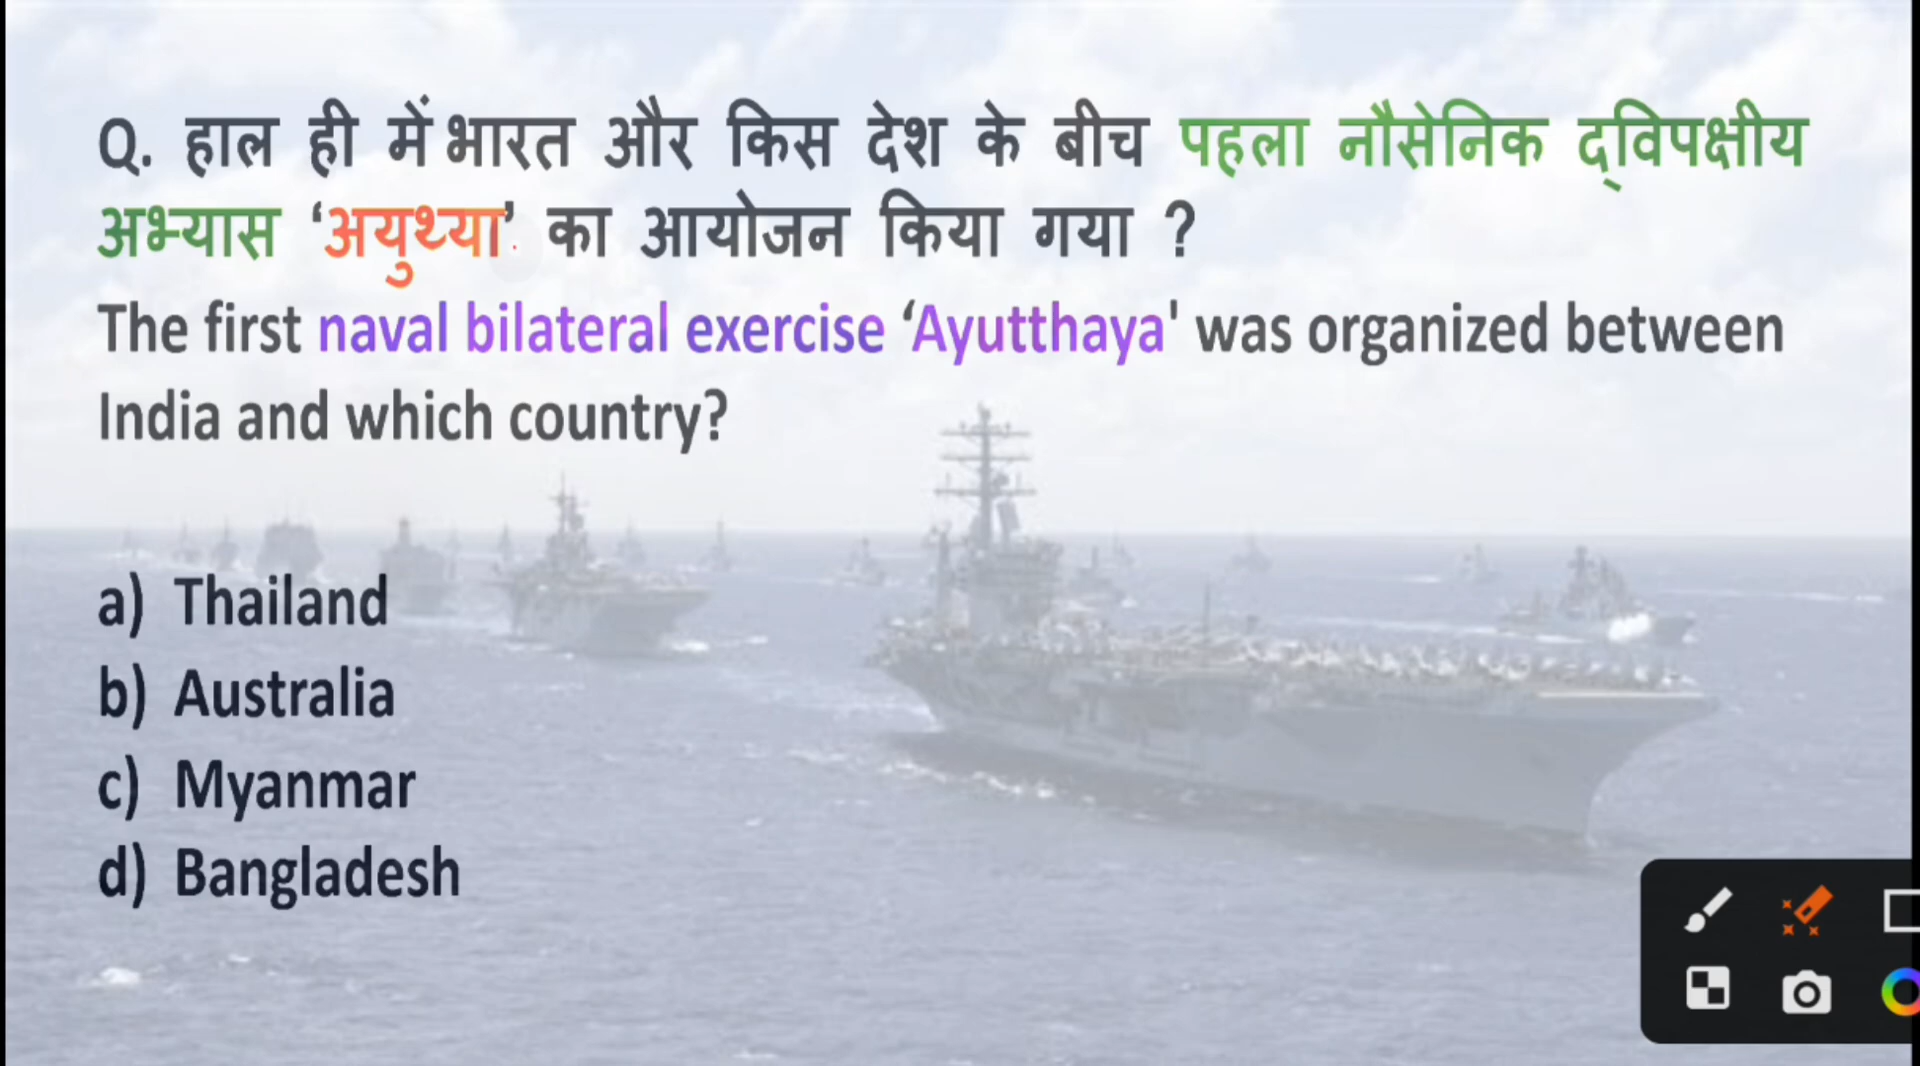 Q. हाल ही में भारत और किस देश के बीच पहला नौसेनिक द्विपक्षीय
अभ्यास ‘अयुथ्या’ का आयोजन किया गया ?
The first naval bilateral exercise ‘Ayutthaya' was organized between
India and which country?
a) Thailand
b) Australia
c) Myanmar
d) Bangladesh